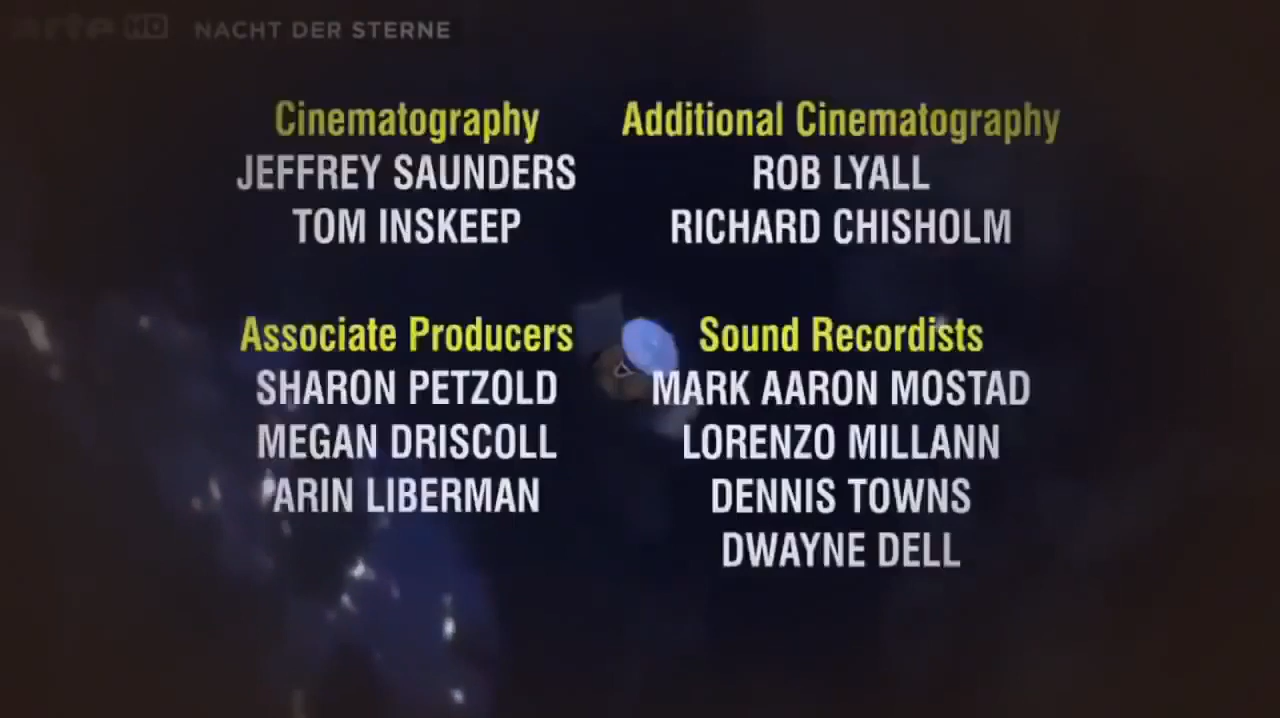 arte HD NACHT DER STERNE
Cinematography
JEFFREY SAUNDERS
TOM INSKEEP
Additional Cinematography
ROB LYALL
RICHARD CHISHOLM
Associate Producers
SHARON PETZOLD
MEGAN DRISCOLL
ARIN LIBERMAN
Sound Recordists
MARK AARON MOSTAD
LORENZO MILLANN
DENNIS TOWNS
DWAYNE DELL